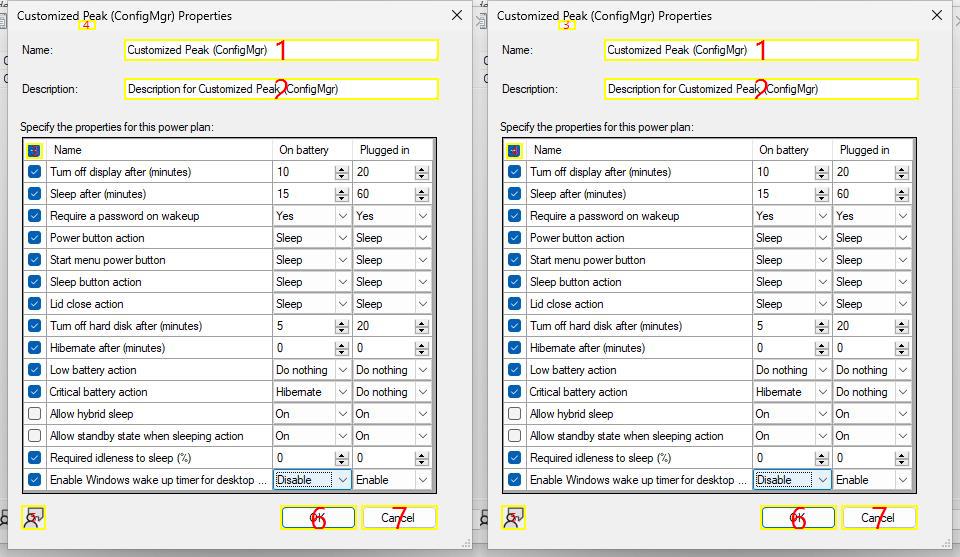 Customized Peak (ConfigMgr) Properties
4
Name: Customized Peak (ConfigMgr) 1
Description: Description for Customized Peak (ConfigMgr) 2
Specify the properties for this power plan:
Name On battery Plugged in
Turn off display after (minutes) 10 20
Sleep after (minutes) 15 60
Require a password on wakeup Yes Yes
Power button action Sleep Sleep
Start menu power button Sleep Sleep
Sleep button action Sleep Sleep
Lid close action Sleep Sleep
Turn off hard disk after (minutes) 5 20
Hibernate after (minutes) 0 0
Low battery action Do nothing Do nothing
Critical battery action Hibernate Do nothing
Allow hybrid sleep On On
Allow standby state when sleeping action On On
Required idleness to sleep (%) 0 0
Enable Windows wake up timer for desktop ... Disable Enable
OK 6 Cancel 7
Customized Peak (ConfigMgr) Properties
3
Name: Customized Peak (ConfigMgr) 1
Description: Description for Customized Peak (ConfigMgr) 2
Specify the properties for this power plan:
Name On battery Plugged in
Turn off display after (minutes) 10 20
Sleep after (minutes) 15 60
Require a password on wakeup Yes Yes
Power button action Sleep Sleep
Start menu power button Sleep Sleep
Sleep button action Sleep Sleep
Lid close action Sleep Sleep
Turn off hard disk after (minutes) 5 20
Hibernate after (minutes) 0 0
Low battery action Do nothing Do nothing
Critical battery action Hibernate Do nothing
Allow hybrid sleep On On
Allow standby state when sleeping action On On
Required idleness to sleep (%) 0 0
Enable Windows wake up timer for desktop ... Disable Enable
OK 6 Cancel 7